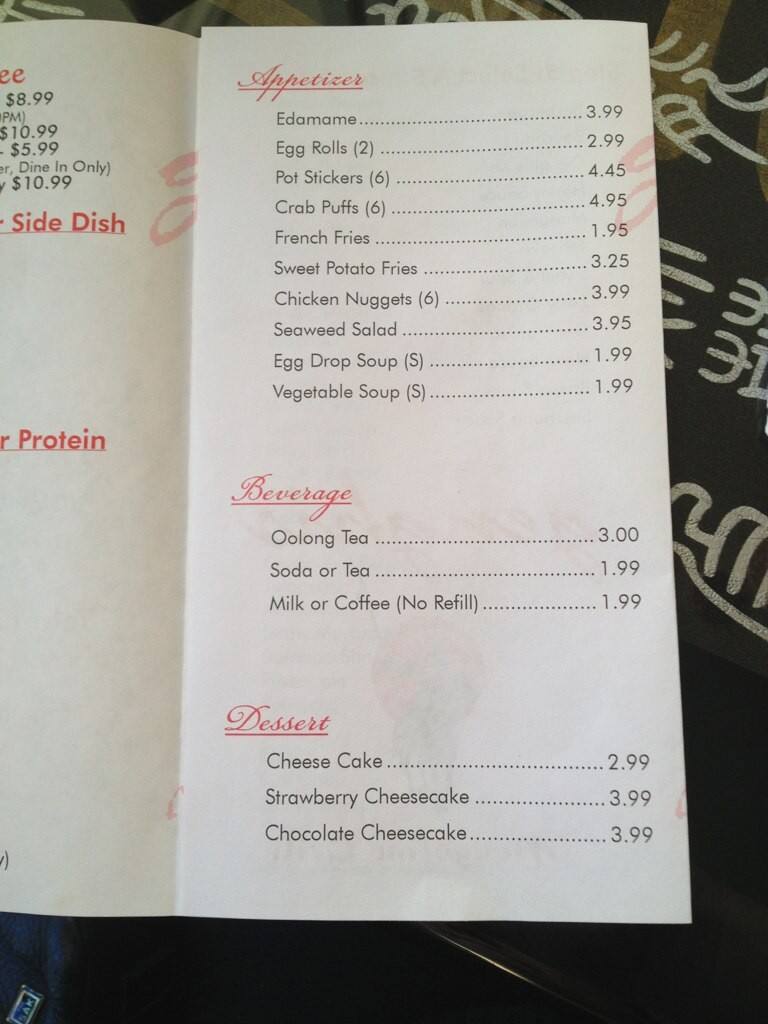 ee
$8.99
PM)
$10.99
- $5.99
er, Dine In Only)
y $10.99
r Side Dish
r Protein
y)
Appetizer
Edamame.......................................... 3.99
Egg Rolls (2) ..................................... 2.99
Pot Stickers (6) ................................ 4.45
Crab Puffs (6) ................................. 4.95
French Fries .................................... 1.95
Sweet Potato Fries ........................... 3.25
Chicken Nuggets (6) ........................ 3.99
Seaweed Salad ............................... 3.95
Egg Drop Soup (S) ........................... 1.99
Vegetable Soup (S)........................... 1.99
Beverage
Oolong Tea .................................... 3.00
Soda or Tea .................................... 1.99
Milk or Coffee (No Refill)................... 1.99
Dessert
Cheese Cake.................................... 2.99
Strawberry Cheesecake ..................... 3.99
Chocolate Cheesecake...................... 3.99